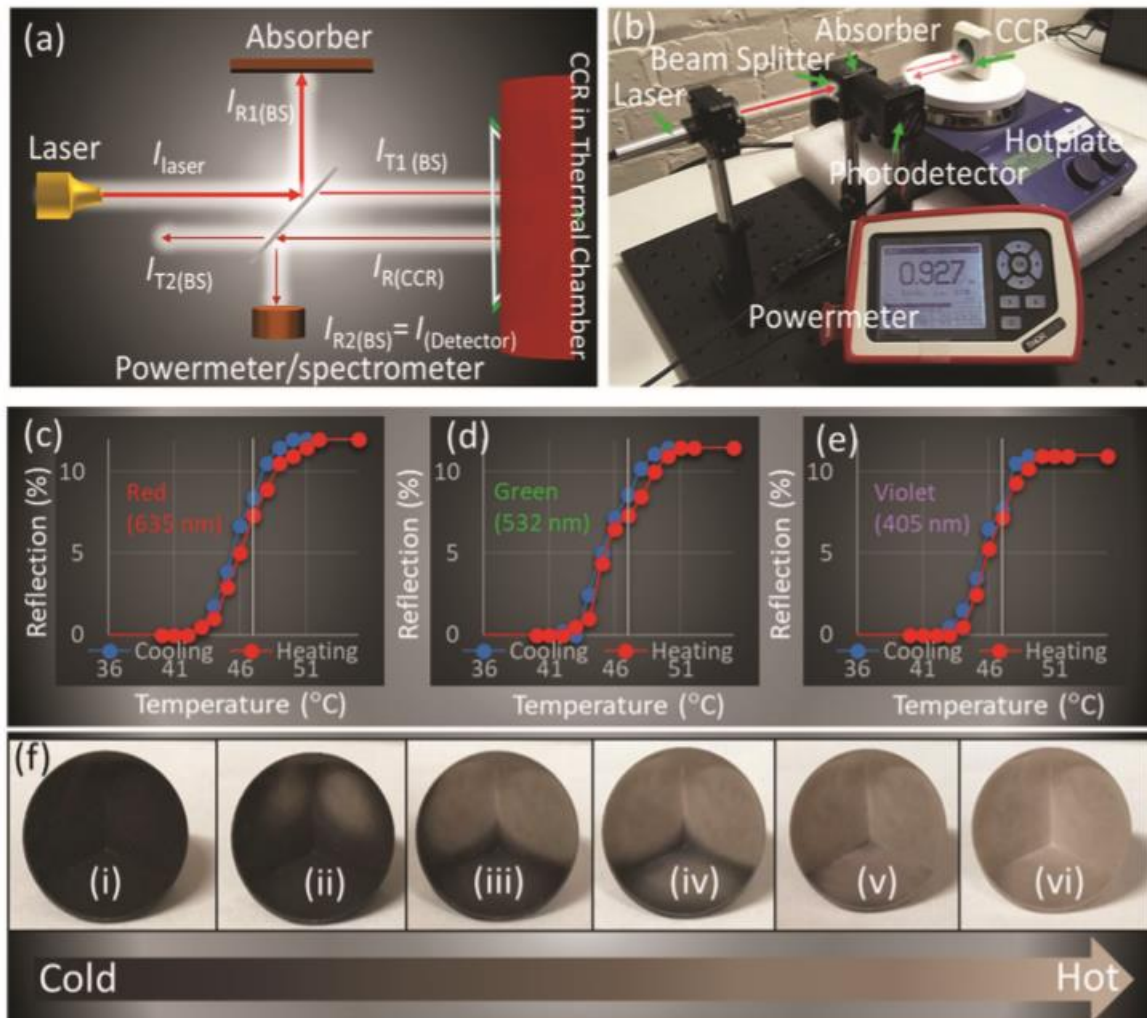 (a)
Absorber
I_R1(BS)
Laser
I_laser
I_T1 (BS)
I_T2(BS)
I_R(CCR)
I_R2(BS)= I_(Detector)
Powermeter/spectrometer
CCR in Thermal Chamber
(b)
Absorber
CCR
Beam Splitter
Laser
Hotplate
Photodetector
0.927
Powermeter
THOR
(c)
Reflection (%)
10
5
0
Red
(635 nm)
Cooling
Heating
36
41
46
51
Temperature (°C)
(d)
Reflection (%)
10
5
0
Green
(532 nm)
Cooling
Heating
36
41
46
51
Temperature (°C)
(e)
Reflection (%)
10
5
0
Violet
(405 nm)
Cooling
Heating
36
41
46
51
Temperature (°C)
(f)
(i)
(ii)
(iii)
(iv)
(v)
(vi)
Cold
Hot